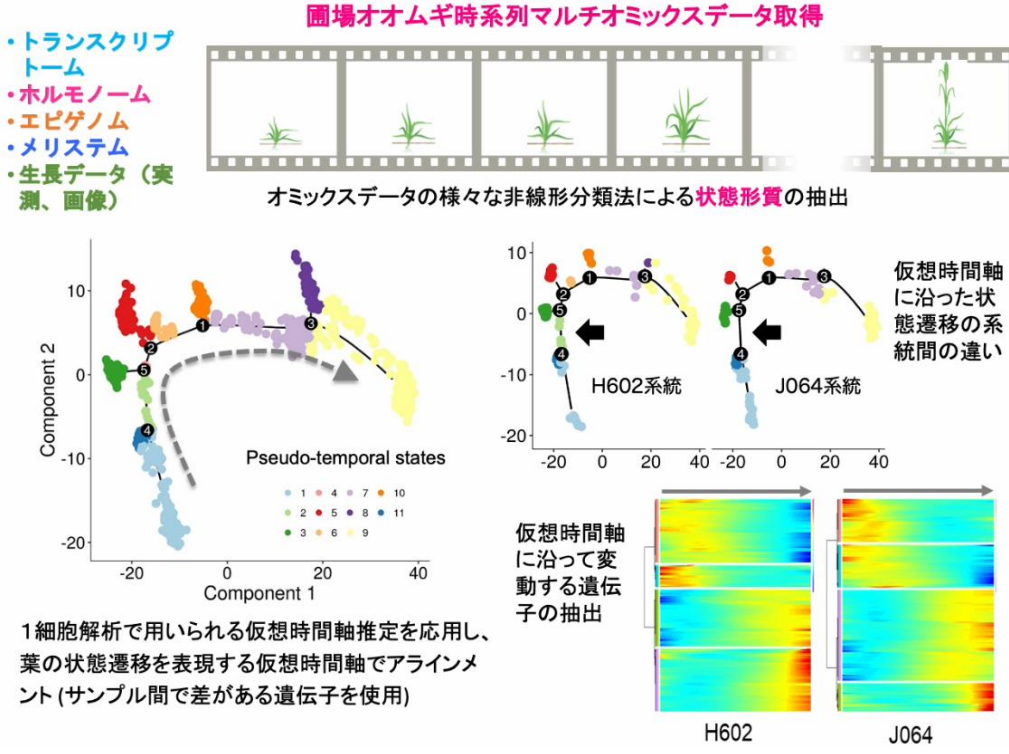 圃場オオムギ時系列マルチオミックスデータ取得
・トランスクリプ
トーム
・ホルモノーム
・エピゲノム
・メリステム
・生長データ（実
測、画像）
オミックスデータの様々な非線形分類法による状態形質の抽出
Component 2
10
0
-10
-20
-20
0
20
40
Component 1
1
2
3
4
5
Pseudo-temporal states
1 4 7 10
2 5 8 11
3 6 9
10
0
-10
-20
1
2
3
4
5
H602系統
-20 0 20 40
1
2
3
4
5
J064系統
-20 0 20 40
仮想時間軸
に沿った状
態遷移の系
統間の違い
仮想時間軸
に沿って変
動する遺伝
子の抽出
H602
J064
１細胞解析で用いられる仮想時間軸推定を応用し、
葉の状態遷移を表現する仮想時間軸でアラインメ
ント (サンプル間で差がある遺伝子を使用)